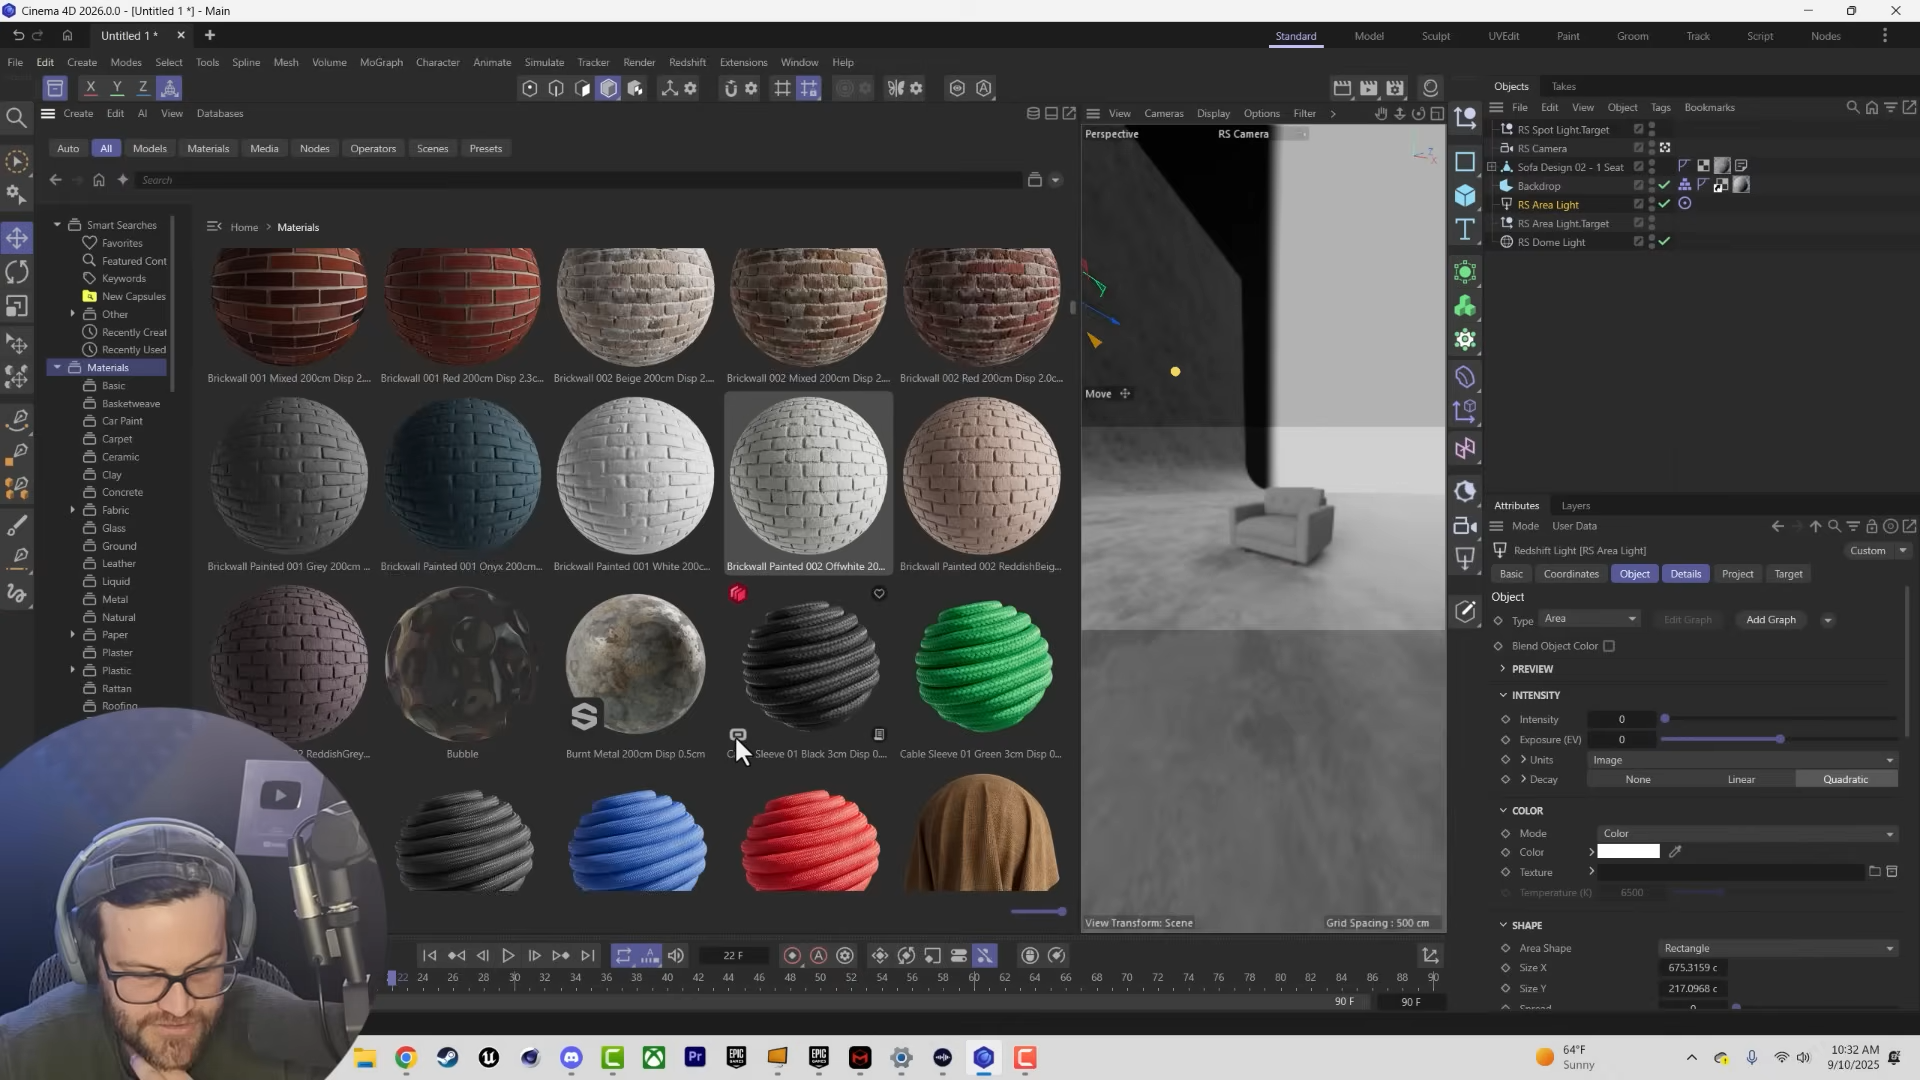 Cinema 4D 2026.0.0 - [Untitled 1 *] - Main
Untitled 1 *
Standard Model Sculpt UVEdit Paint Groom Track Script Nodes
File Edit Create Modes Select Tools Spline Mesh Volume MoGraph Character Animate Simulate Tracker Render Redshift Extensions Window Help
X Y Z
Create Edit AI View Databases
Auto All Models Materials Media Nodes Operators Scenes Presets
Search
Smart Searches
Favorites
Featured Cont
Keywords
New Capsules
Other
Recently Creat
Recently Used
Materials
Basic
Basketweave
Car Paint
Carpet
Ceramic
Clay
Concrete
Fabric
Glass
Ground
Leather
Liquid
Metal
Natural
Paper
Plaster
Plastic
Rattan
Roofing
Home > Materials
Brickwall 001 Mixed 200cm Disp 2....
Brickwall 001 Red 200cm Disp 2.3c...
Brickwall 002 Beige 200cm Disp 2....
Brickwall 002 Mixed 200cm Disp 2....
Brickwall 002 Red 200cm Disp 2.0c...
Brickwall Painted 001 Grey 200cm ...
Brickwall Painted 001 Onyx 200cm...
Brickwall Painted 001 White 200c...
Brickwall Painted 002 Offwhite 20...
Brickwall Painted 002 ReddishBeig...
ReddishGrey...
Bubble
Burnt Metal 200cm Disp 0.5cm
Sleeve 01 Black 3cm Disp 0....
Cable Sleeve 01 Green 3cm Disp 0...
View Cameras Display Options Filter
Perspective
RS Camera
Move
View Transform: Scene
Grid Spacing : 500 cm
Objects Takes
File Edit View Object Tags Bookmarks
RS Spot Light.Target
RS Camera
Sofa Design 02 - 1 Seat
Backdrop
RS Area Light
RS Area Light.Target
RS Dome Light
Attributes Layers
Mode User Data
Redshift Light [RS Area Light]
Custom
Basic Coordinates Object Details Project Target
Object
Type Area Edit Graph Add Graph
Blend Object Color
PREVIEW
INTENSITY
Intensity 0
Exposure (EV) 0
Units Image
Decay None Linear Quadratic
COLOR
Mode Color
Color
Texture
Temperature (K) 6500
SHAPE
Area Shape Rectangle
Size X 675.3159 c
Size Y 217.0968 c
Spread 0
22 F
22 24 26 28 30 32 34 36 38 40 42 44 46 48 50 52 54 56 58 60 62 64 66 68 70 72 74 76 78 80 82 84 86 88 90
90 F
90 F
64°F
Sunny
10:32 AM
9/10/2025